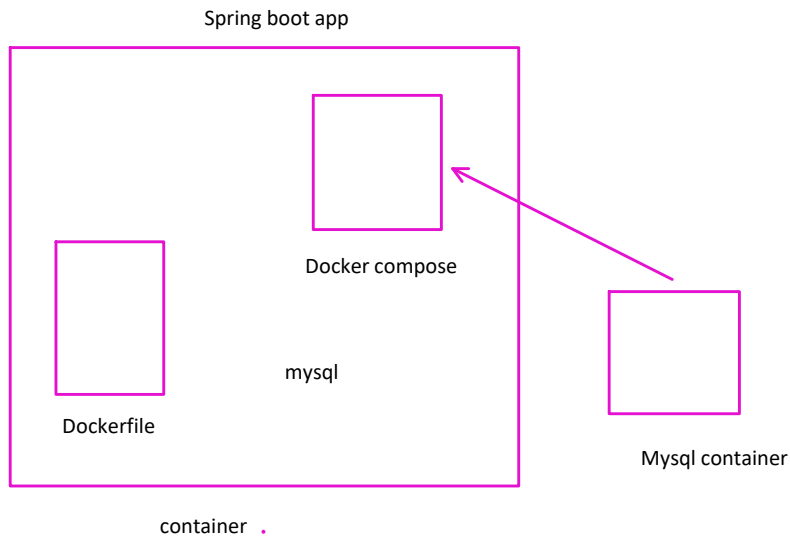 Spring boot app
Docker compose
mysql
Dockerfile
Mysql container
container .